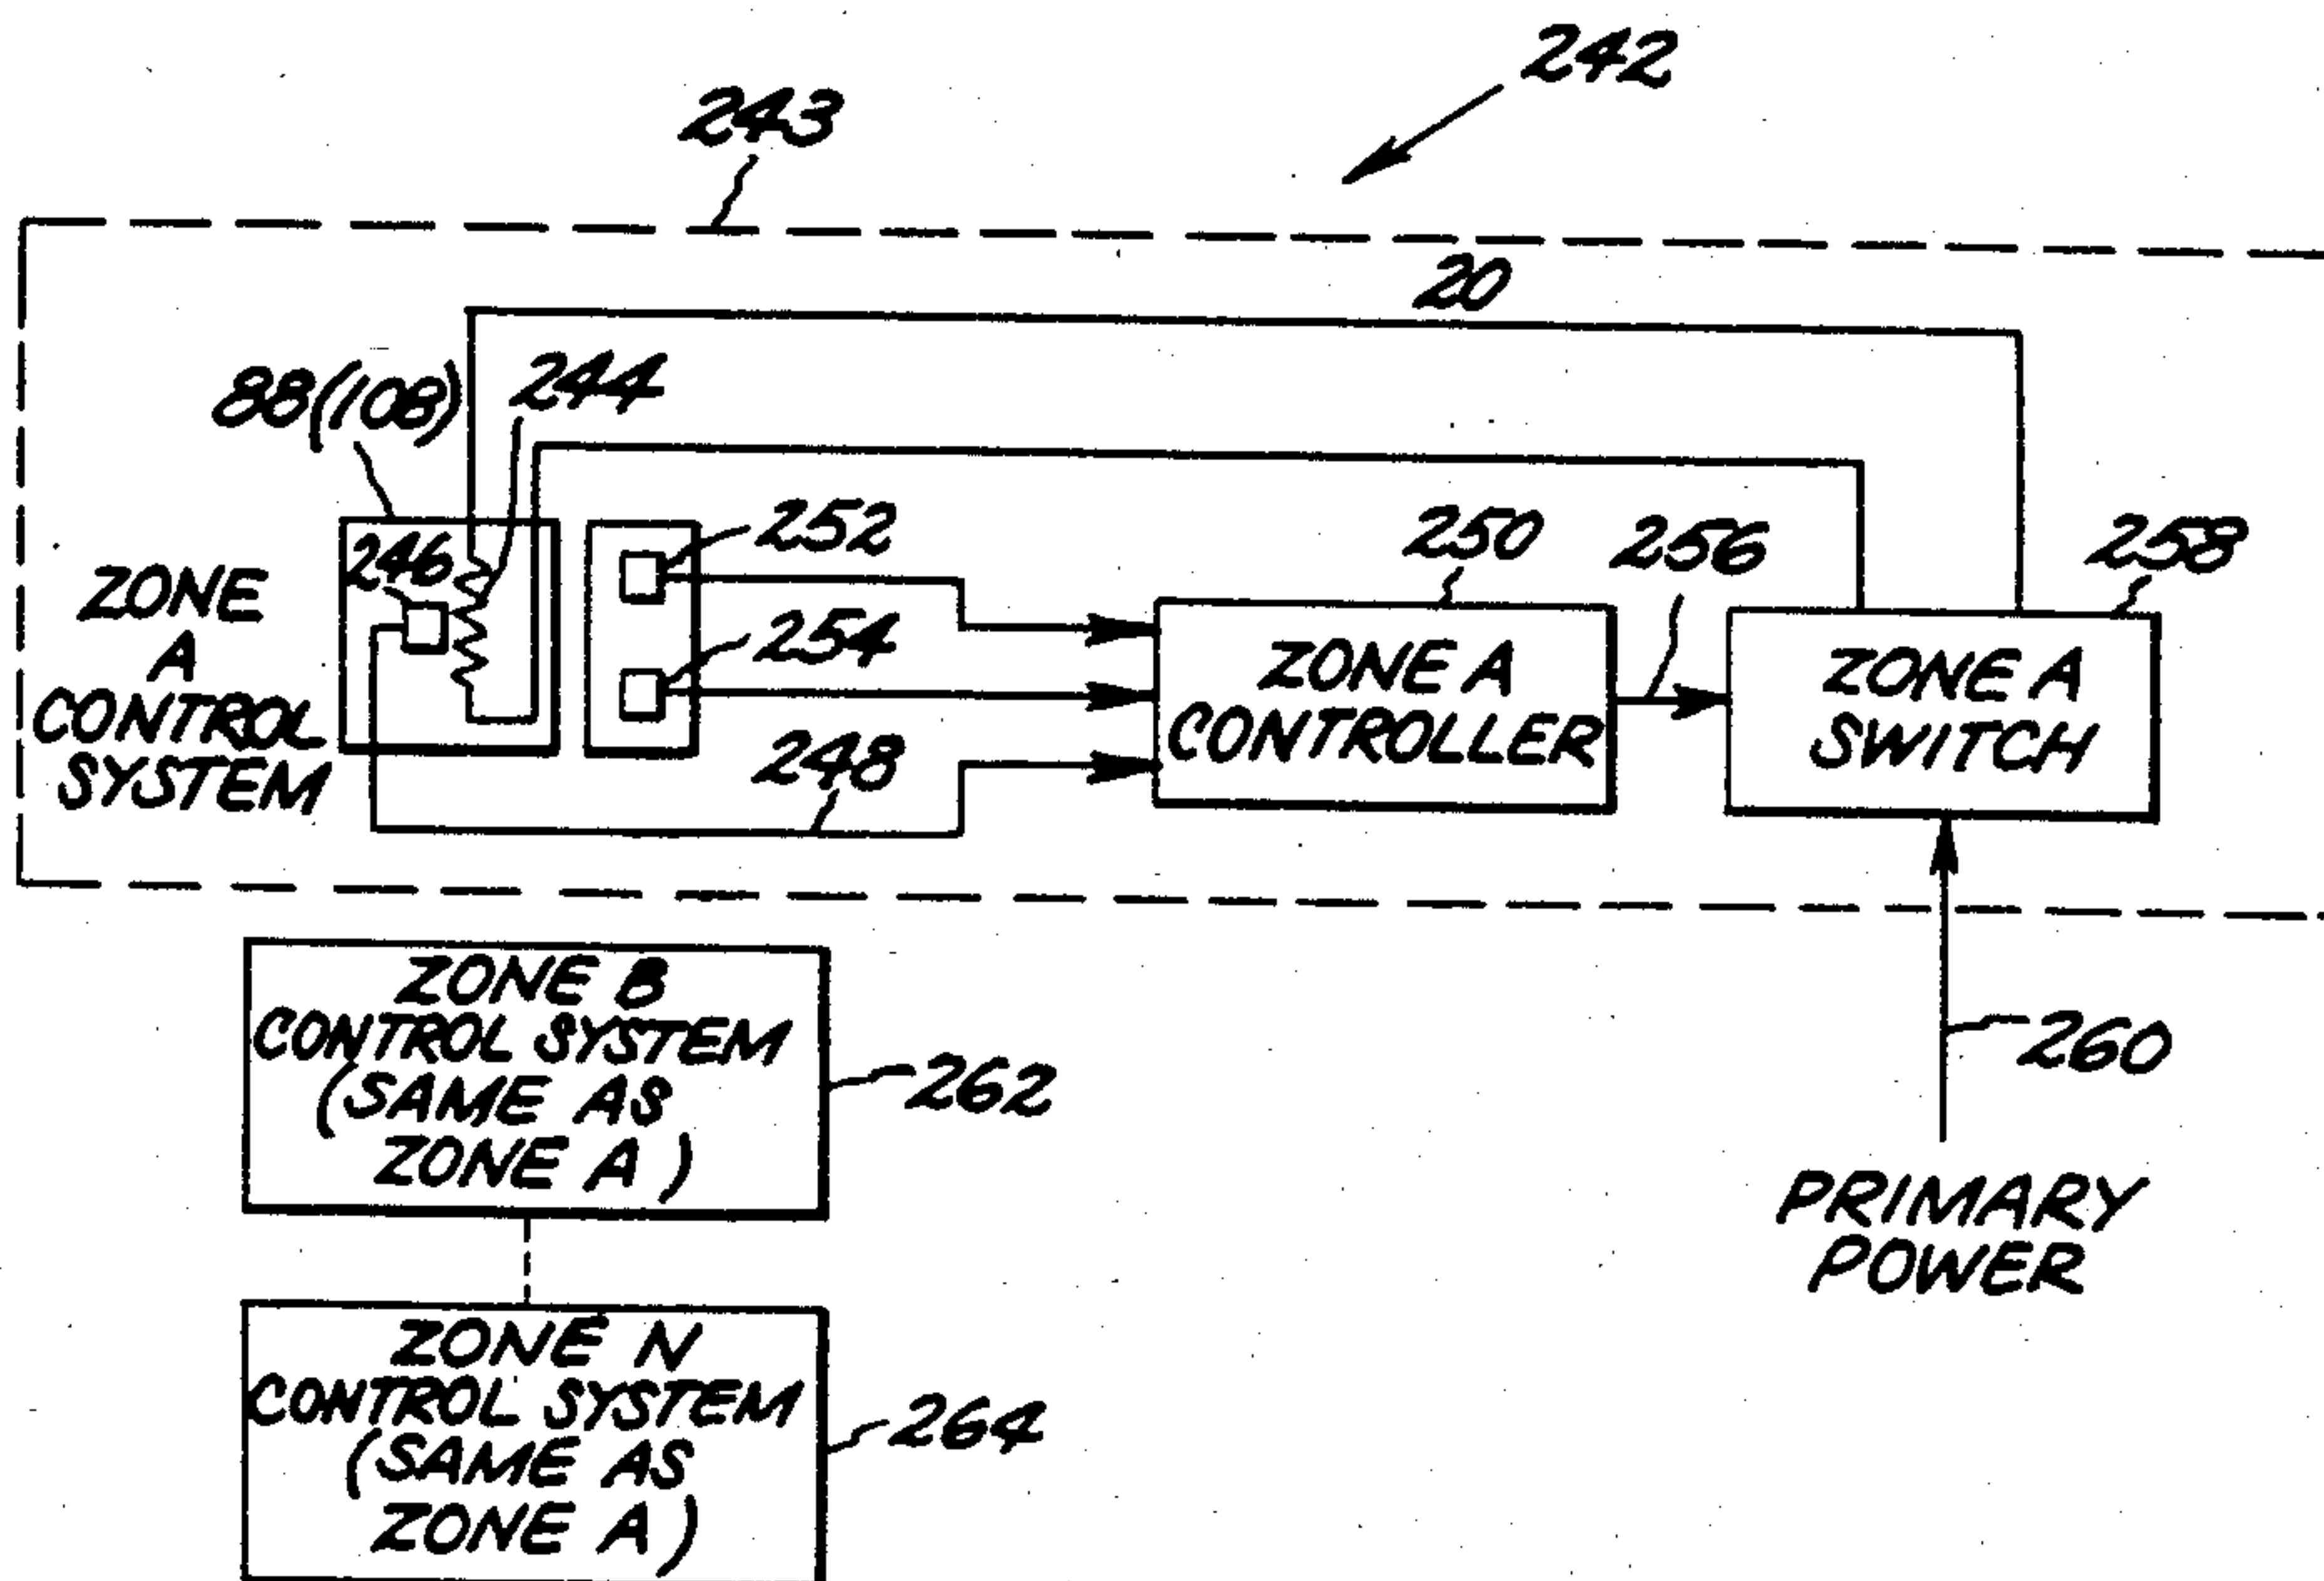 242
243
20
88(108)
244
252
250
256
258
246
254
ZONE
A
CONTROL
SYSTEM
ZONE A
CONTROLLER
ZONE A
SWITCH
248
ZONE B
CONTROL SYSTEM
(SAME AS
ZONE A)
262
260
PRIMARY
POWER
ZONE N
CONTROL SYSTEM
(SAME AS
ZONE A)
264